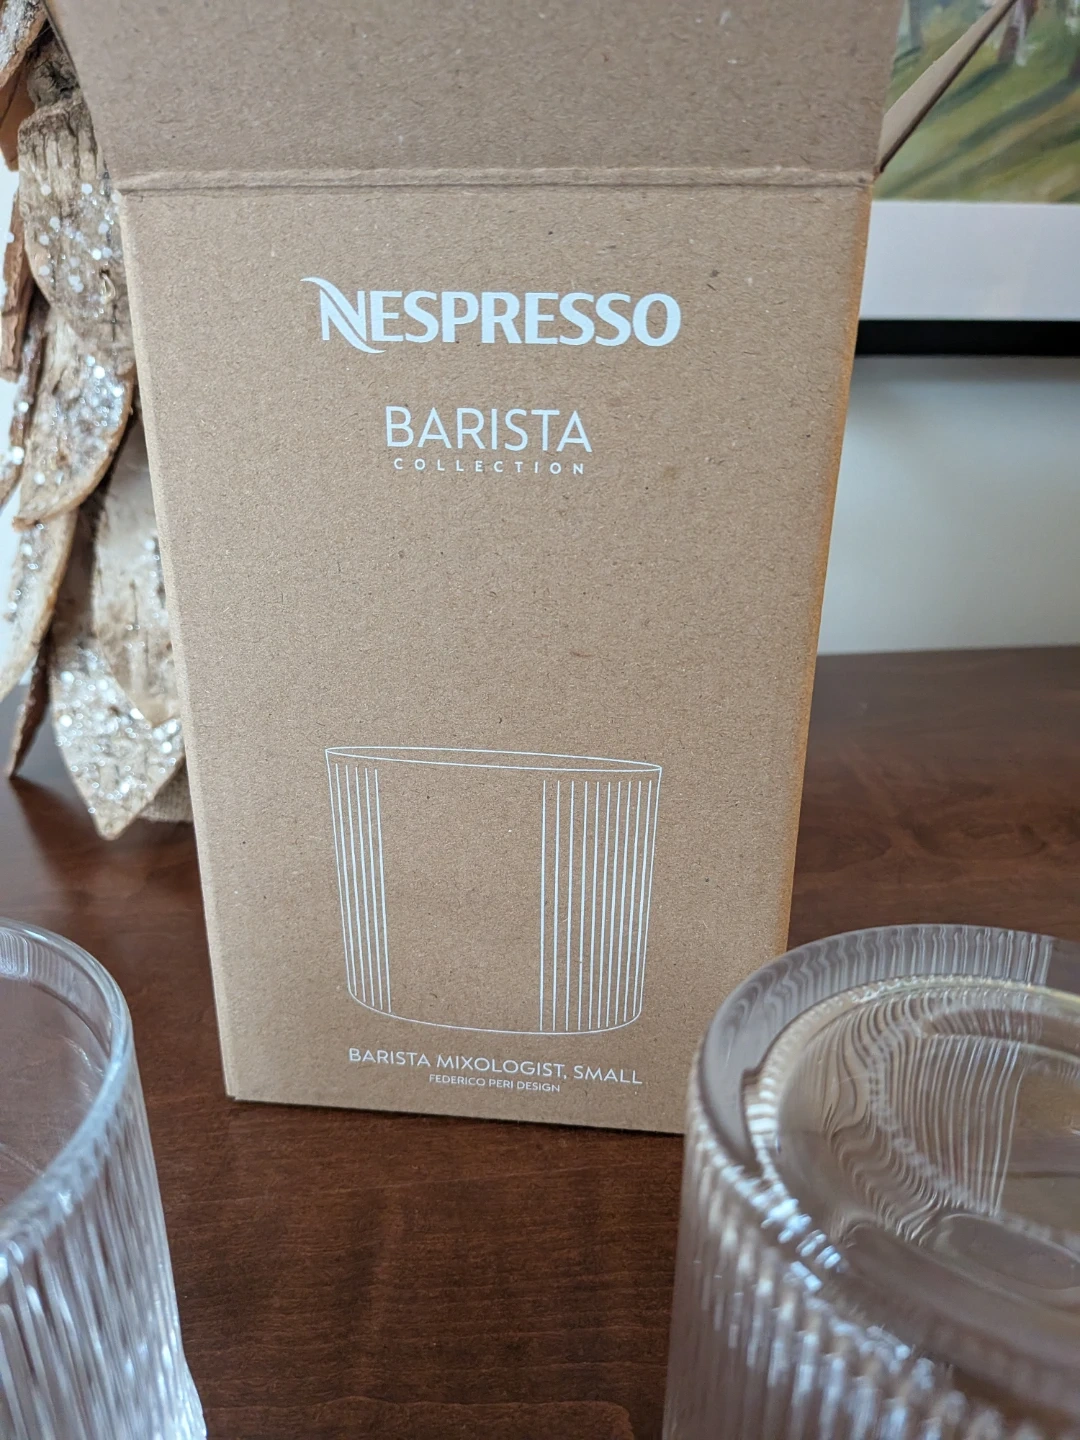 NESPRESSO
BARISTA
COLLECTION
BARISTA MIXOLOGIST, SMALL
FEDERICO PERI DESIGN